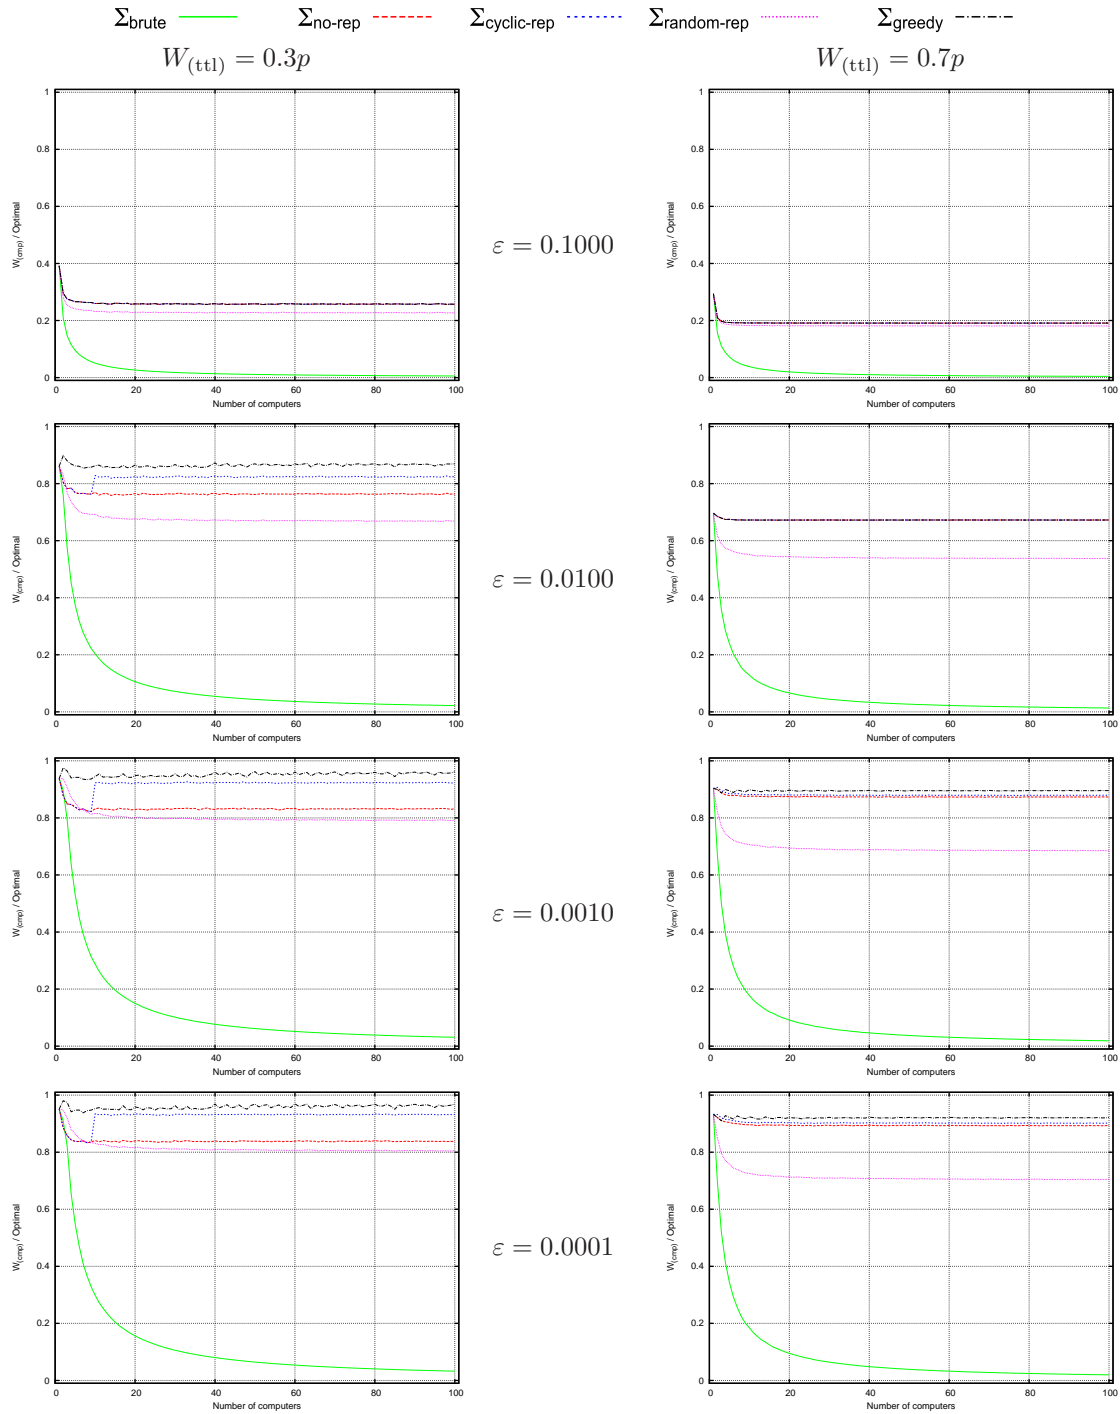 Σbrute Σno-rep Σcyclic-rep Σrandom-rep Σgreedy
W(ttl) = 0.3p
W(ttl) = 0.7p
1
0.8
0.6
0.4
0.2
0
W(cmp) / Optimal
0 20 40 60 80 100
Number of computers
ε = 0.1000
1
0.8
0.6
0.4
0.2
0
W(cmp) / Optimal
0 20 40 60 80 100
Number of computers
1
0.8
0.6
0.4
0.2
0
W(cmp) / Optimal
0 20 40 60 80 100
Number of computers
ε = 0.0100
1
0.8
0.6
0.4
0.2
0
W(cmp) / Optimal
0 20 40 60 80 100
Number of computers
1
0.8
0.6
0.4
0.2
0
W(cmp) / Optimal
0 20 40 60 80 100
Number of computers
ε = 0.0010
1
0.8
0.6
0.4
0.2
0
W(cmp) / Optimal
0 20 40 60 80 100
Number of computers
1
0.8
0.6
0.4
0.2
0
W(cmp) / Optimal
0 20 40 60 80 100
Number of computers
ε = 0.0001
1
0.8
0.6
0.4
0.2
0
W(cmp) / Optimal
0 20 40 60 80 100
Number of computers